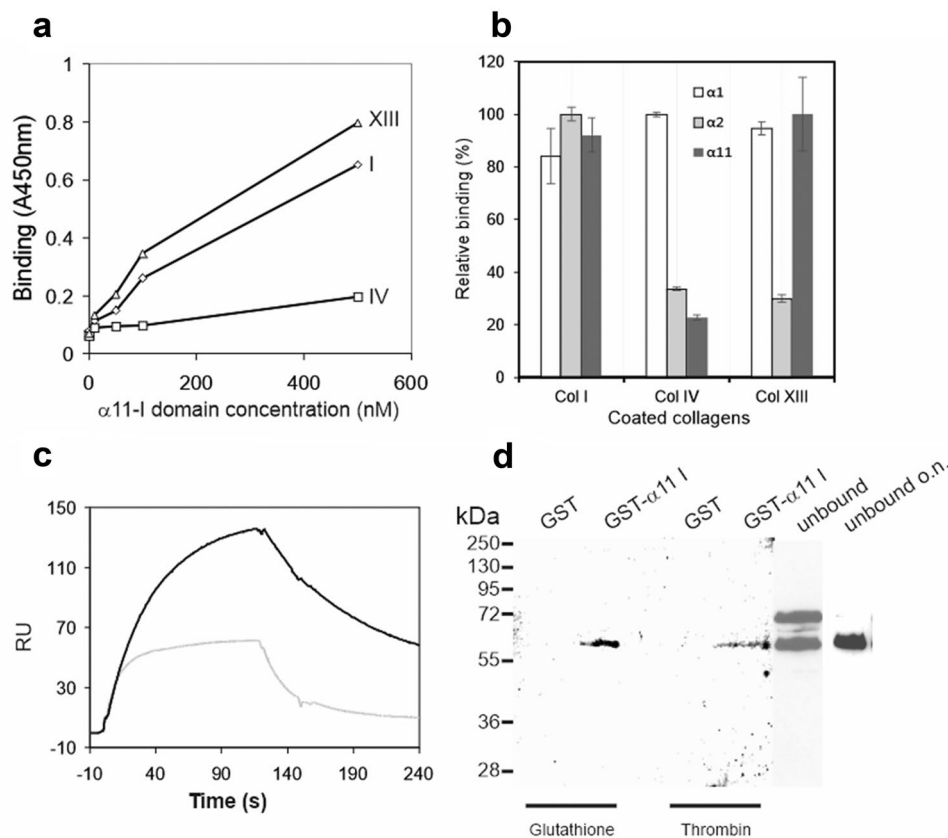 a
1
0.8
0.6
0.4
0.2
0
Binding (A450nm)
XIII
I
IV
0 200 400 600
α11-I domain concentration (nM)
b
120
100
80
60
40
20
0
Relative binding (%)
α1
α2
α11
Col I Col IV Col XIII
Coated collagens
c
150
110
70
30
-10
RU
-10 40 90 140 190 240
Time (s)
d
kDa
GST
GST-α11 I
GST
GST-α11 I
unbound
unbound o.n.
250
130
95
72
55
36
28
Glutathione Thrombin